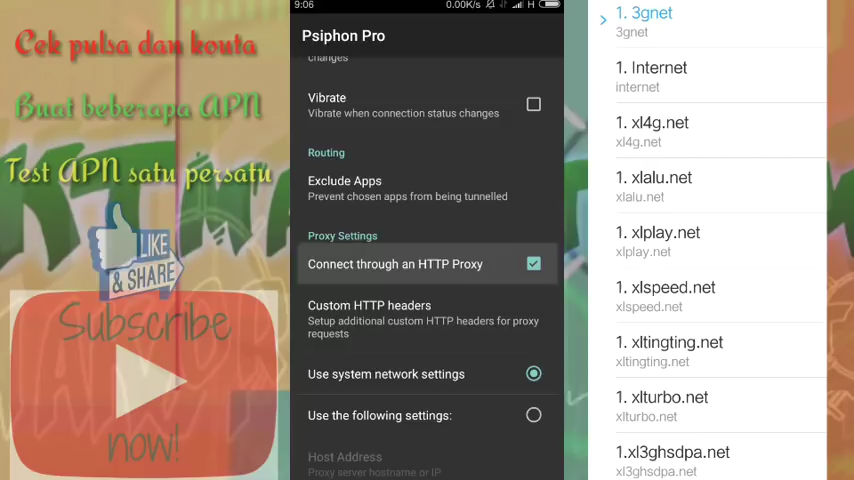 Cek pulsa dan kouta
Buat beberapa APN
Test APN satu persatu
LIKE
& SHARE
Subscribe
now!
9:06
0.00K/s
H
Psiphon Pro
changes
Vibrate
Vibrate when connection status changes
Routing
Exclude Apps
Prevent chosen apps from being tunnelled
Proxy Settings
Connect through an HTTP Proxy
Custom HTTP headers
Setup additional custom HTTP headers for proxy
requests
Use system network settings
Use the following settings:
Host Address
Proxy server hostname or IP
1. 3gnet
3gnet
1. Internet
internet
1. xl4g.net
xl4g.net
1. xlalu.net
xlalu.net
1. xlplay.net
xlplay.net
1. xlspeed.net
xlspeed.net
1. xltingting.net
xltingting.net
1. xlturbo.net
xlturbo.net
1.xl3ghsdpa.net
xl3ghsdpa.net